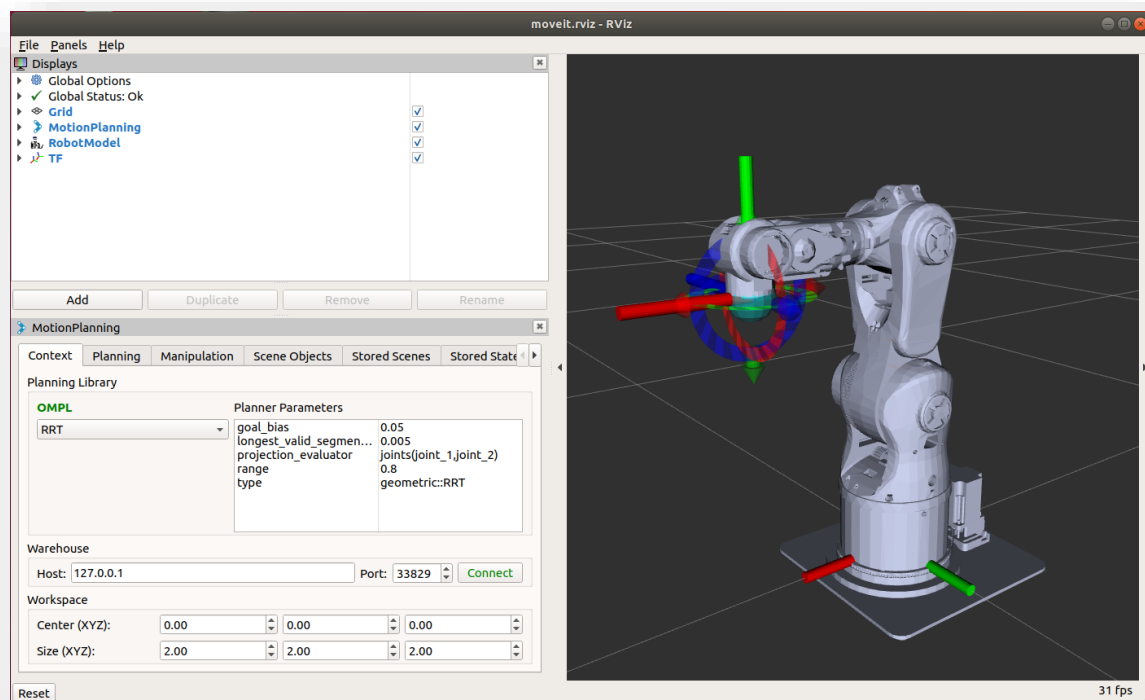 moveit.rviz - RViz
File Panels Help
Displays
Global Options
Global Status: Ok
Grid
MotionPlanning
RobotModel
TF
Add Duplicate Remove Rename
MotionPlanning
Context Planning Manipulation Scene Objects Stored Scenes Stored State
Planning Library
OMPL Planner Parameters
RRT
goal_bias 0.05
longest_valid_segmen... 0.005
projection_evaluator joints(joint_1,joint_2)
range 0.8
type geometric::RRT
Warehouse
Host: 127.0.0.1 Port: 33829 Connect
Workspace
Center (XYZ): 0.00 0.00 0.00
Size (XYZ): 2.00 2.00 2.00
Reset 31 fps